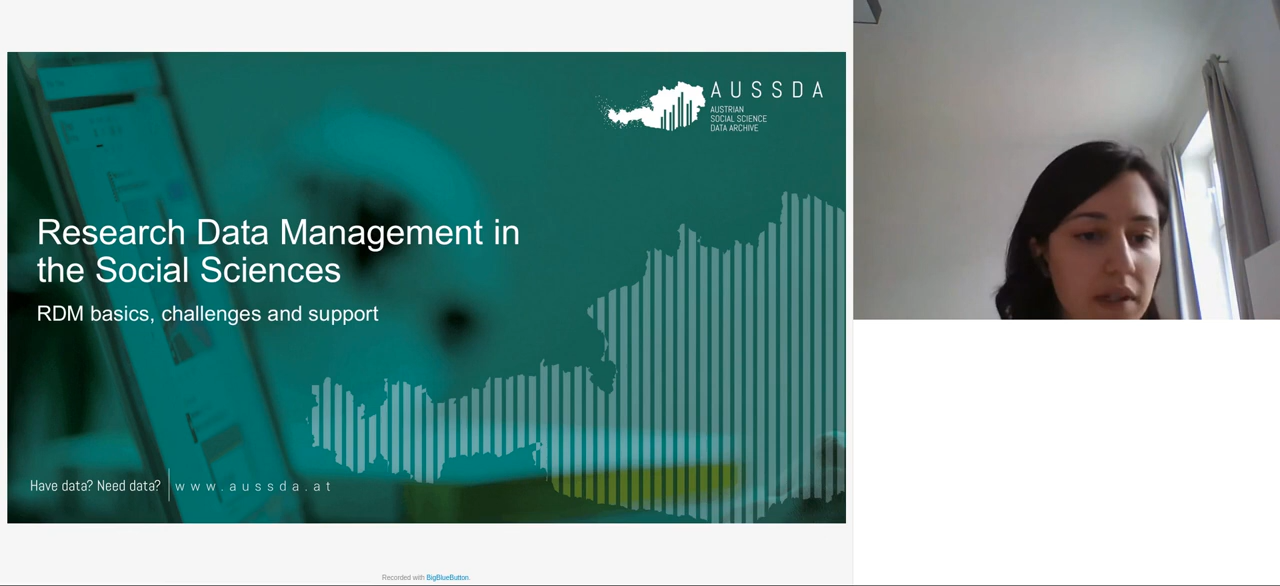 AUSSDA
AUSTRIAN
SOCIAL SCIENCE
DATA ARCHIVE
Research Data Management in
the Social Sciences
RDM basics, challenges and support
Have data? Need data? www.aussda.at
Recorded with BigBlueButton.